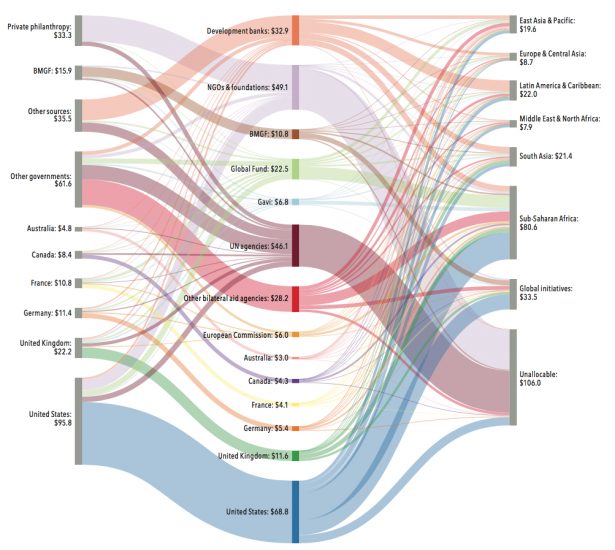 Private philanthropy:
$33.3
BMGF: $15.9
Other sources:
$35.5
Other governments:
$61.6
Australia: $4.8
Canada: $8.4
France: $10.8
Germany: $11.4
United Kingdom:
$22.2
United States:
$95.8
Development banks: $32.9
NGOs & foundations: $49.1
BMGF: $10.8
Global Fund: $22.5
Gavi: $6.8
UN agencies: $46.1
Other bilateral aid agencies: $28.2
European Commission: $6.0
Australia: $3.0
Canada: $4.3
France: $4.1
Germany: $5.4
United Kingdom: $11.6
United States: $68.8
East Asia & Pacific:
$19.6
Europe & Central Asia:
$8.7
Latin America & Caribbean:
$22.0
Middle East & North Africa:
$7.9
South Asia: $21.4
Sub-Saharan Africa:
$80.6
Global initiatives:
$33.5
Unallocable:
$106.0